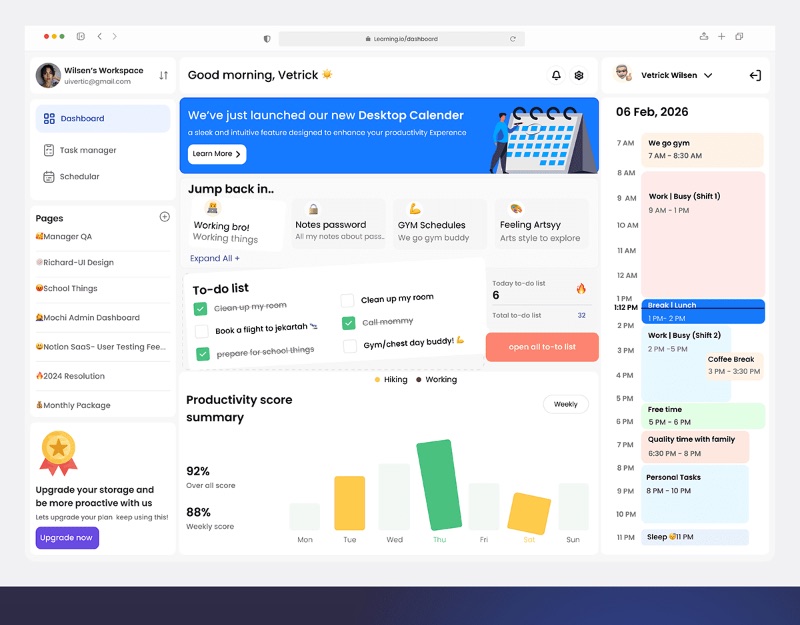 Learning.io/dashboard
Wilsen's Workspace
uivertic@gmail.com
Dashboard
Task manager
Schedular
Pages
Manager QA
Richard-UI Design
School Things
Mochi Admin Dashboard
Notion SaaS- User Testing Fee...
2024 Resolution
Monthly Package
Upgrade your storage and
be more proactive with us
Lets upgrade your plan keep using this!
Upgrade now
Good morning, Vetrick
We've just launched our new Desktop Calender
a sleek and intuitive feature designed to enhance your productivity Experence
Learn More
Jump back in..
Working bro!
Working things
Notes password
All my notes about pass..
GYM Schedules
We go gym buddy
Feeling Artsyy
Arts style to explore
Expand All +
To-do list
Clean up my room
Book a flight to jekartah
prepare for school things
Clean up my room
Call mommy
Gym/chest day buddy!
Today to-do list
6
Total to-do list 32
open all to-to list
Hiking Working
Productivity score
summary
Weekly
92%
Over all score
88%
Weekly score
Mon Tue Wed Thu Fri Sat Sun
Vetrick Wilsen
06 Feb, 2026
7 AM
We go gym
7 AM - 8:30 AM
8 AM
9 AM
Work | Busy (Shift 1)
9 AM - 1 PM
10 AM
11 AM
12 AM
1 PM
1:12 PM
Break | Lunch
1 PM- 2 PM
2 PM
Work | Busy (Shift 2)
2 PM -5 PM
3 PM
Coffee Break
3 PM - 3:30 PM
4 PM
5 PM
Free time
5 PM - 6 PM
6 PM
7 PM
Quality time with family
6:30 PM - 8 PM
8 PM
Personal Tasks
8 PM - 10 PM
9 PM
10 PM
11 PM
Sleep 11 PM